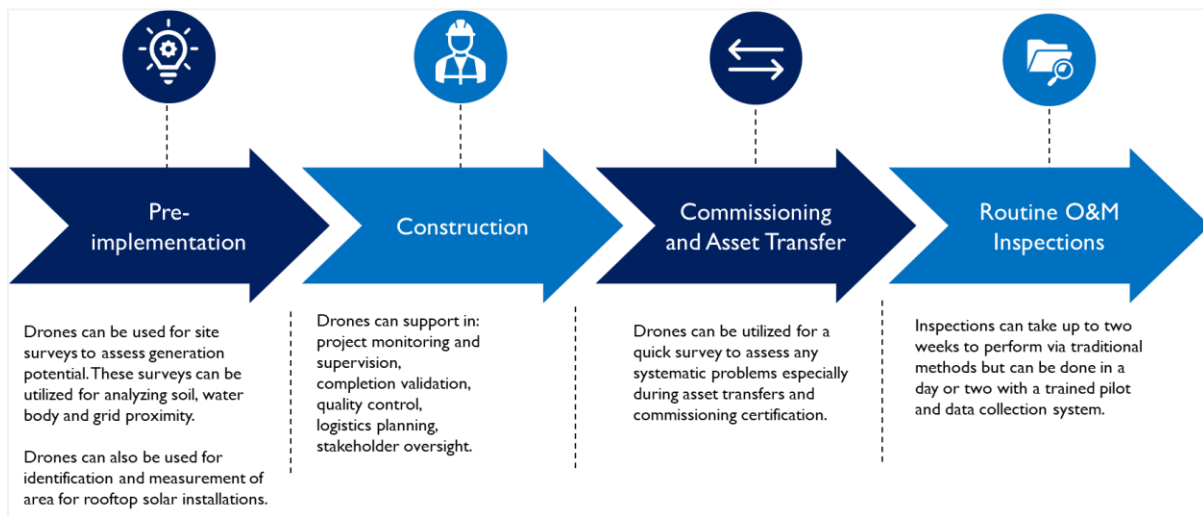 Pre-
implementation
Construction
Commissioning
and Asset Transfer
Routine O&M
Inspections
Drones can be used for site
surveys to assess generation
potential. These surveys can be
utilized for analyzing soil, water
body and grid proximity.
Drones can also be used for
identification and measurement of
area for rooftop solar installations.
Drones can support in:
project monitoring and
supervision,
completion validation,
quality control,
logistics planning,
stakeholder oversight.
Drones can be utilized for a
quick survey to assess any
systematic problems especially
during asset transfers and
commissioning certification.
Inspections can take up to two
weeks to perform via traditional
methods but can be done in a
day or two with a trained pilot
and data collection system.